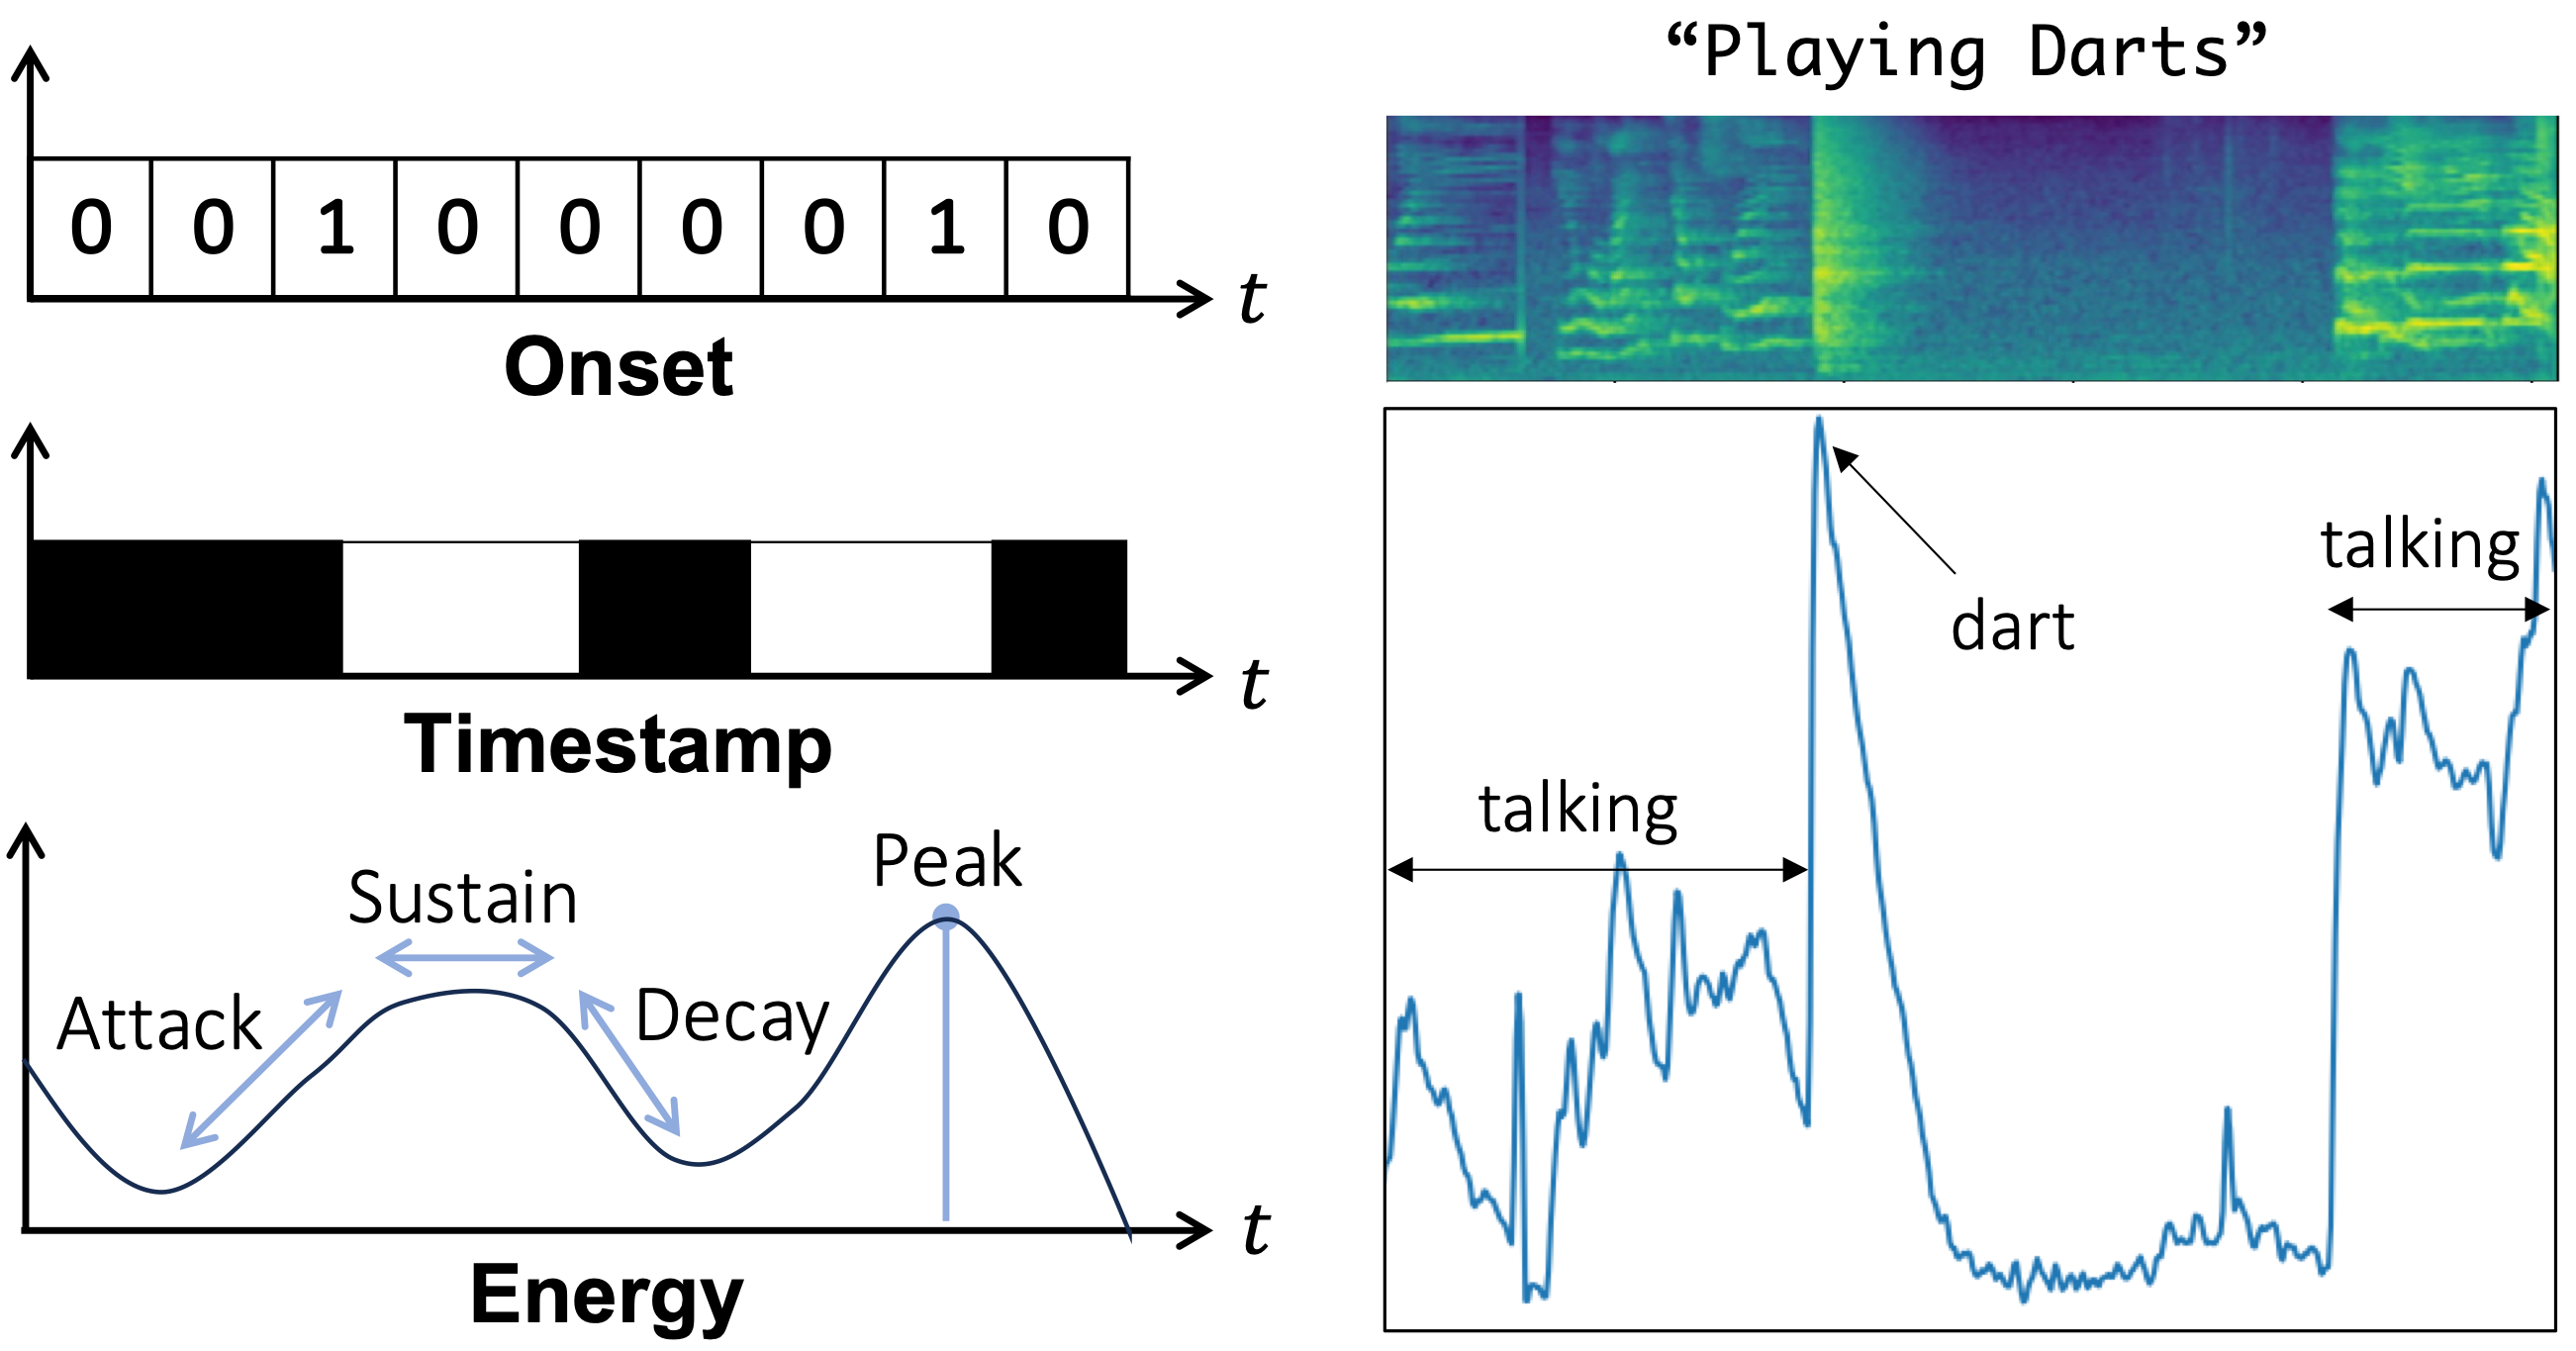 0 0 1 0 0 0 0 1 0
t
Onset
t
Timestamp
Peak
Sustain
Attack
Decay
t
Energy
“Playing Darts”
talking
dart
talking